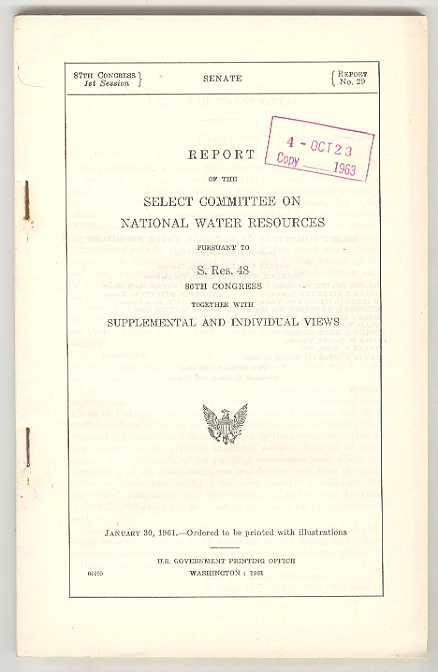 87TH CONGRESS } SENATE { REPORT
1st Session } { No. 29
4 - OCT 23
Copy ____ 1963
REPORT
OF THE
SELECT COMMITTEE ON
NATIONAL WATER RESOURCES
PURSUANT TO
S. Res. 48
86TH CONGRESS
TOGETHER WITH
SUPPLEMENTAL AND INDIVIDUAL VIEWS
JANUARY 30, 1961.—Ordered to be printed with illustrations
U.S. GOVERNMENT PRINTING OFFICE
WASHINGTON : 1961